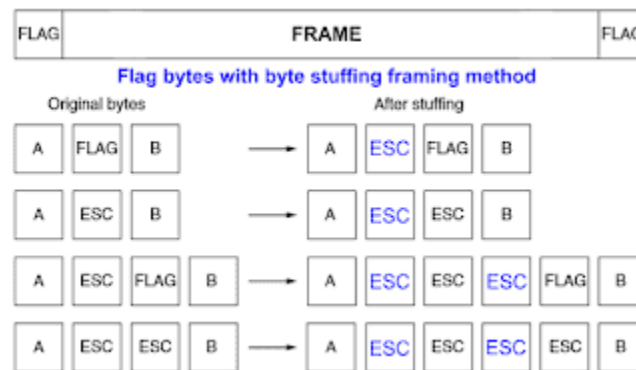 FLAG FRAME FLAG
Flag bytes with byte stuffing framing method
Original bytes After stuffing
A FLAG B A ESC FLAG B
A ESC B A ESC ESC B
A ESC FLAG B A ESC ESC ESC FLAG B
A ESC ESC B A ESC ESC ESC ESC B